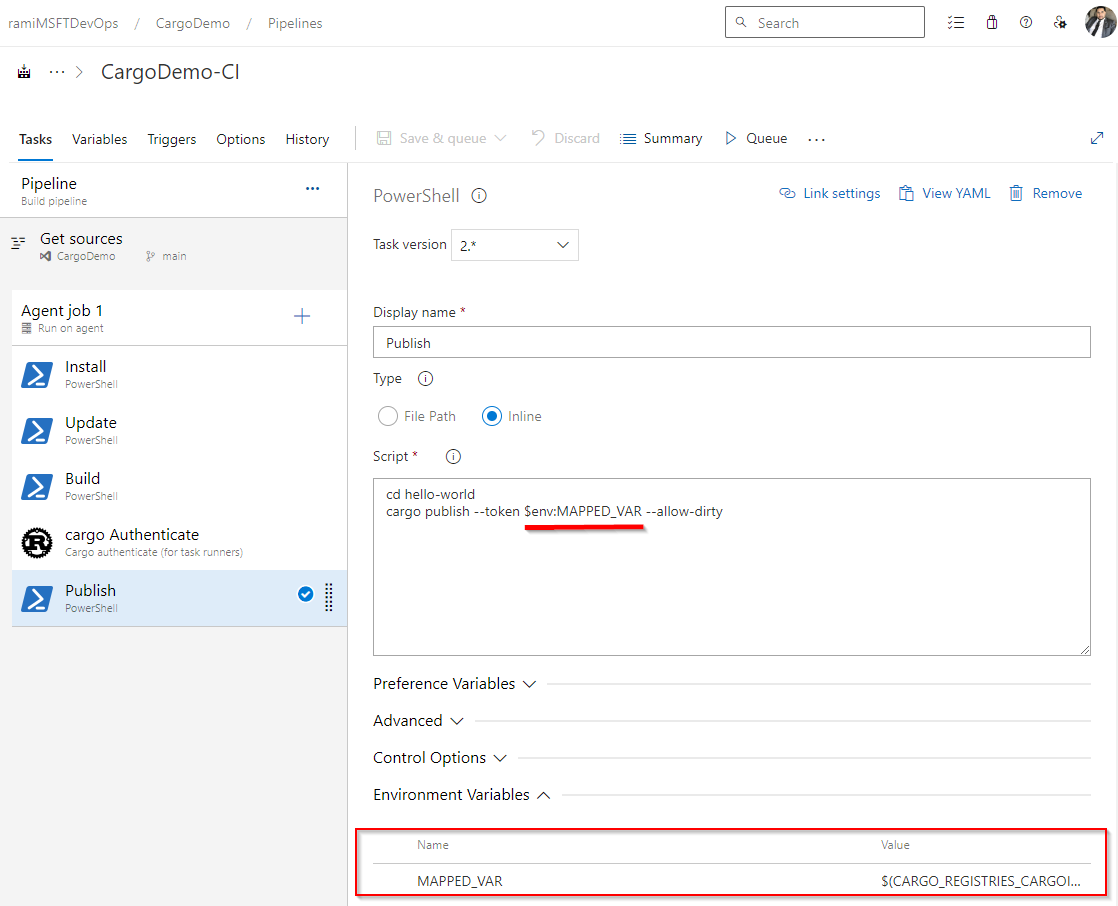 ramiMSFTDevOps / CargoDemo / Pipelines
Search
CargoDemo-CI
Tasks Variables Triggers Options History
Save & queue Discard Summary Queue
Pipeline
Build pipeline
Get sources
CargoDemo main
Agent job 1
Run on agent
Install
PowerShell
Update
PowerShell
Build
PowerShell
cargo Authenticate
Cargo authenticate (for task runners)
Publish
PowerShell
PowerShell
Link settings View YAML Remove
Task version 2.*
Display name *
Publish
Type
File Path Inline
Script *
cd hello-world
cargo publish --token $env:MAPPED_VAR --allow-dirty
Preference Variables
Advanced
Control Options
Environment Variables
Name Value
MAPPED_VAR $(CARGO_REGISTRIES_CARGOI...